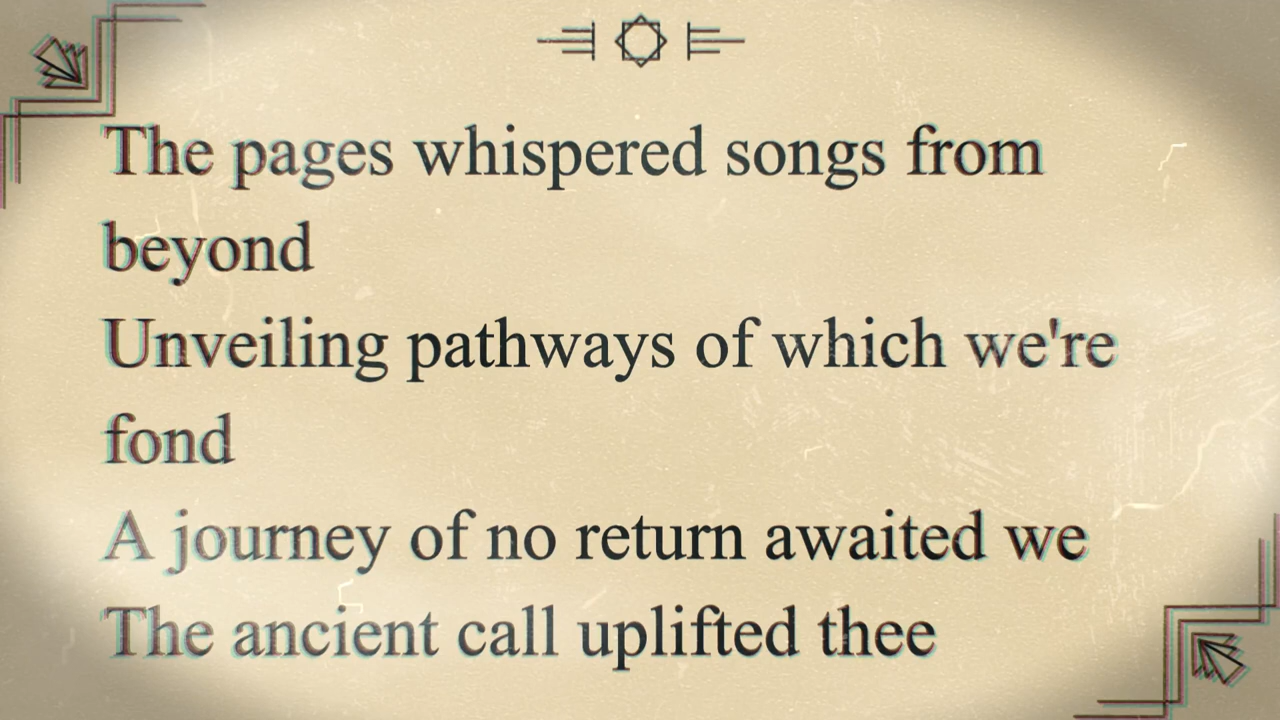 The pages whispered songs from
beyond
Unveiling pathways of which we're
fond
A journey of no return awaited we
The ancient call uplifted thee